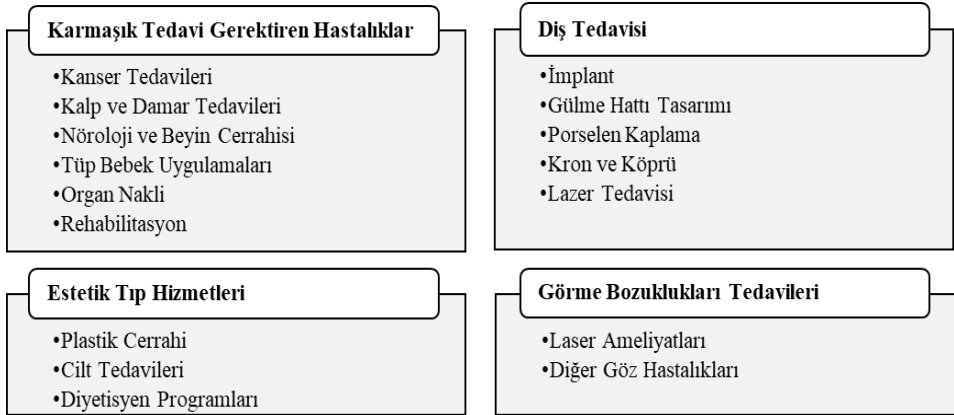 Karmaşık Tedavi Gerektiren Hastalıklar
•Kanser Tedavileri
•Kalp ve Damar Tedavileri
•Nöroloji ve Beyin Cerrahisi
•Tüp Bebek Uygulamaları
•Organ Nakli
•Rehabilitasyon
Diş Tedavisi
•İmplant
•Gülme Hattı Tasarımı
•Porselen Kaplama
•Kron ve Köprü
•Lazer Tedavisi
Estetik Tıp Hizmetleri
•Plastik Cerrahi
•Cilt Tedavileri
•Diyetisyen Programları
Görme Bozuklukları Tedavileri
•Laser Ameliyatları
•Diğer Göz Hastalıkları